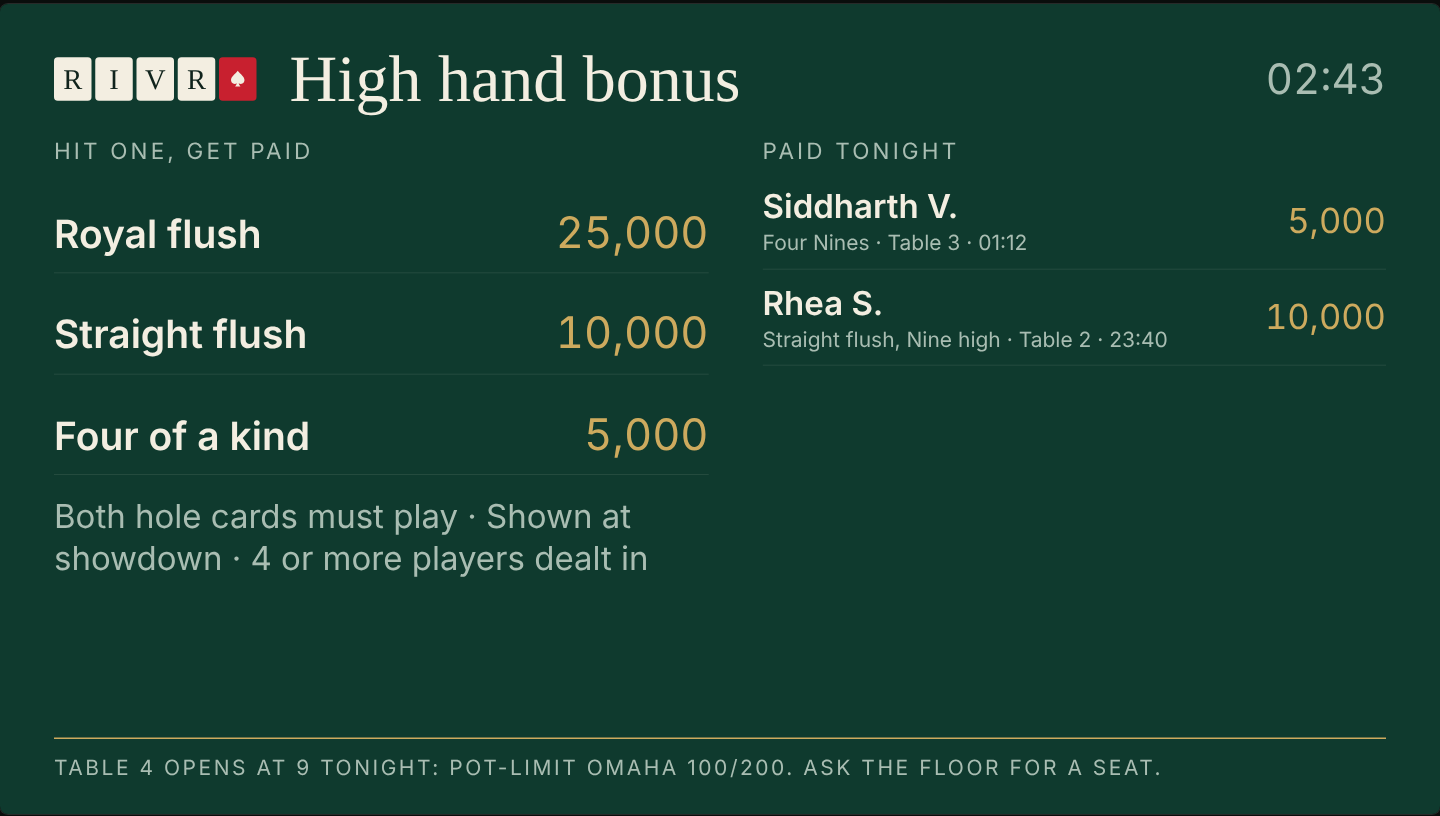 RIVR♠ High hand bonus
02:43
HIT ONE, GET PAID
Royal flush 25,000
Straight flush 10,000
Four of a kind 5,000
Both hole cards must play · Shown at
showdown · 4 or more players dealt in
PAID TONIGHT
Siddharth V. 5,000
Four Nines · Table 3 · 01:12
Rhea S. 10,000
Straight flush, Nine high · Table 2 · 23:40
TABLE 4 OPENS AT 9 TONIGHT: POT-LIMIT OMAHA 100/200. ASK THE FLOOR FOR A SEAT.